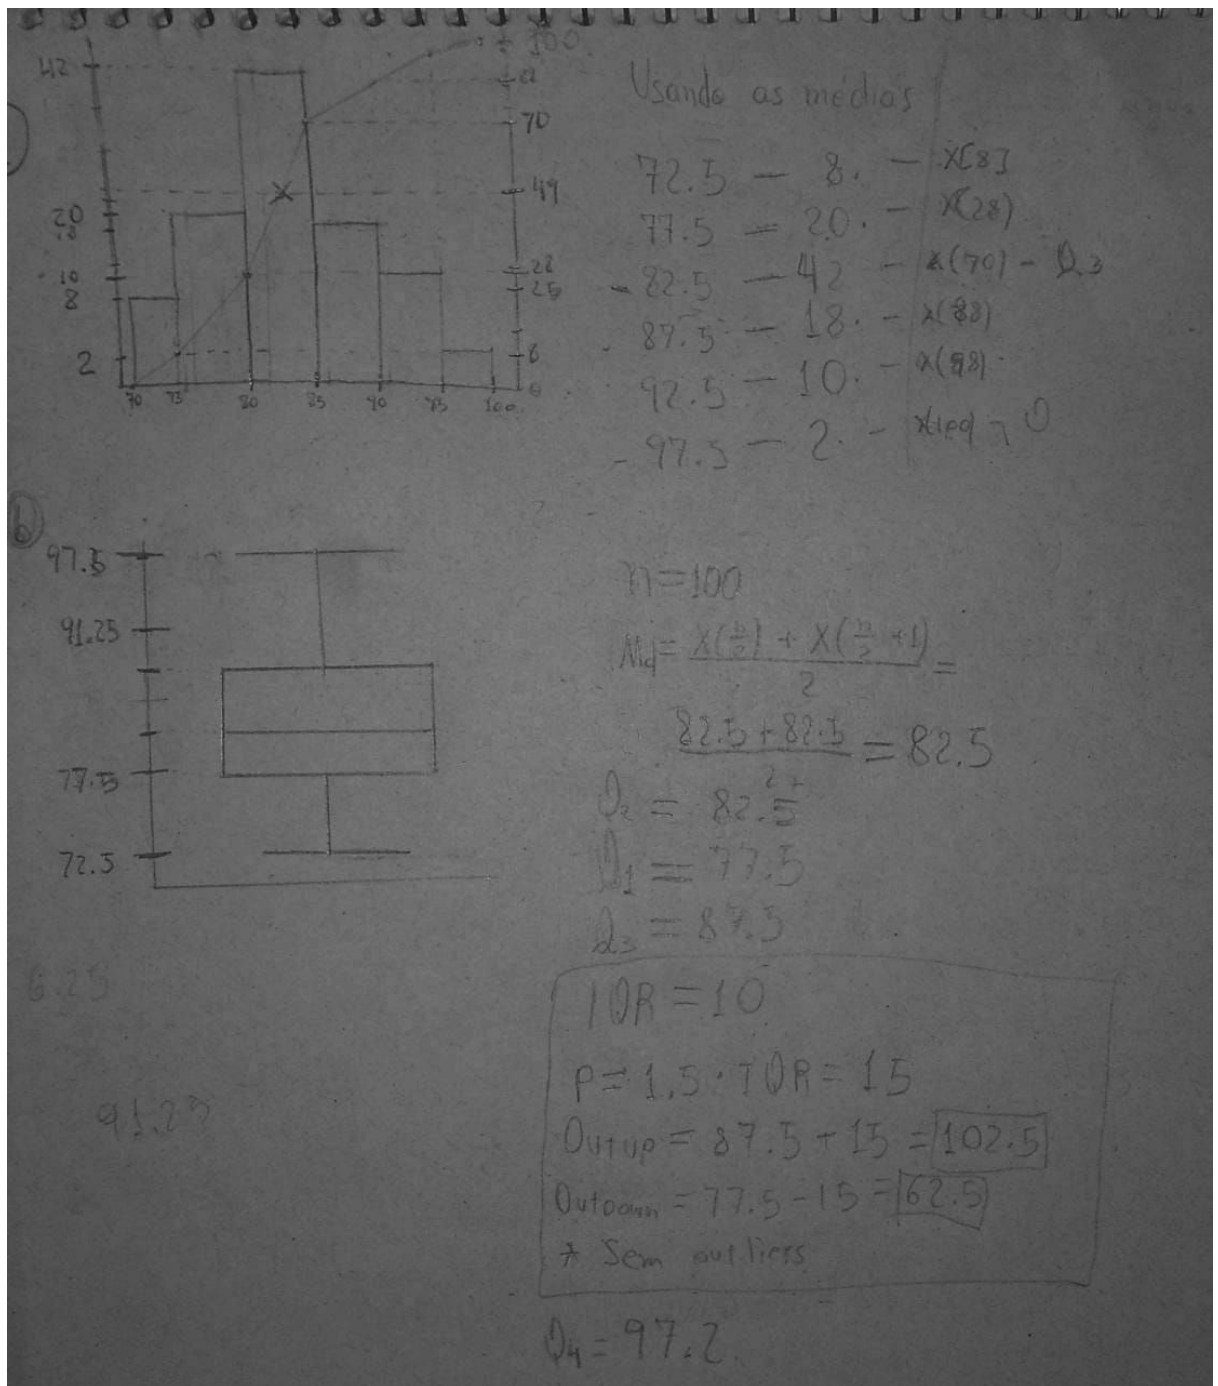 42
100
Usando as médias
70
72.5 - 8. - X[8]
20
49
77.5 - 20. - X(28)
10
28
82.5 - 42 - X(70) - Q3
8
25
87.5 - 18. - X(88)
2
8
92.5 - 10. - X(98)
0
70 75 80 85 90 95 100
97.5 - 2. -
b)
97.5
n=100
91.25
Md= X(n/2) + X(n/2 +1) =
2
82.5 + 82.5 = 82.5
2
77.5
Q2 = 82.5
72.5
Q1 = 77.5
Q3 = 87.5
6.25
IQR = 10
P = 1.5 · IQR = 15
91.25
Outup = 87.5 + 15 = 102.5
Outdown = 77.5 - 15 = 62.5
* Sem outliers
Q4 = 97.2